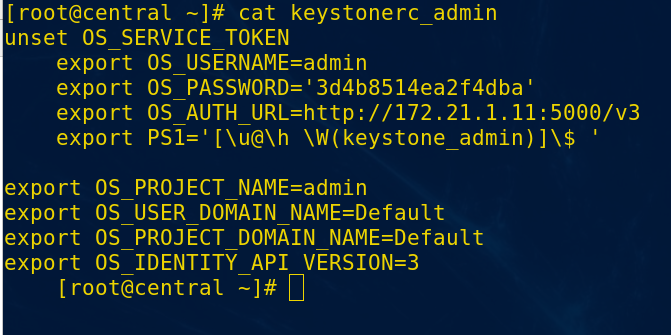 [root@central ~]# cat keystonerc_admin
unset OS_SERVICE_TOKEN
    export OS_USERNAME=admin
    export OS_PASSWORD='3d4b8514ea2f4dba'
    export OS_AUTH_URL=http://172.21.1.11:5000/v3
    export PS1='[\u@\h \W(keystone_admin)]\$ '

export OS_PROJECT_NAME=admin
export OS_USER_DOMAIN_NAME=Default
export OS_PROJECT_DOMAIN_NAME=Default
export OS_IDENTITY_API_VERSION=3
    [root@central ~]#